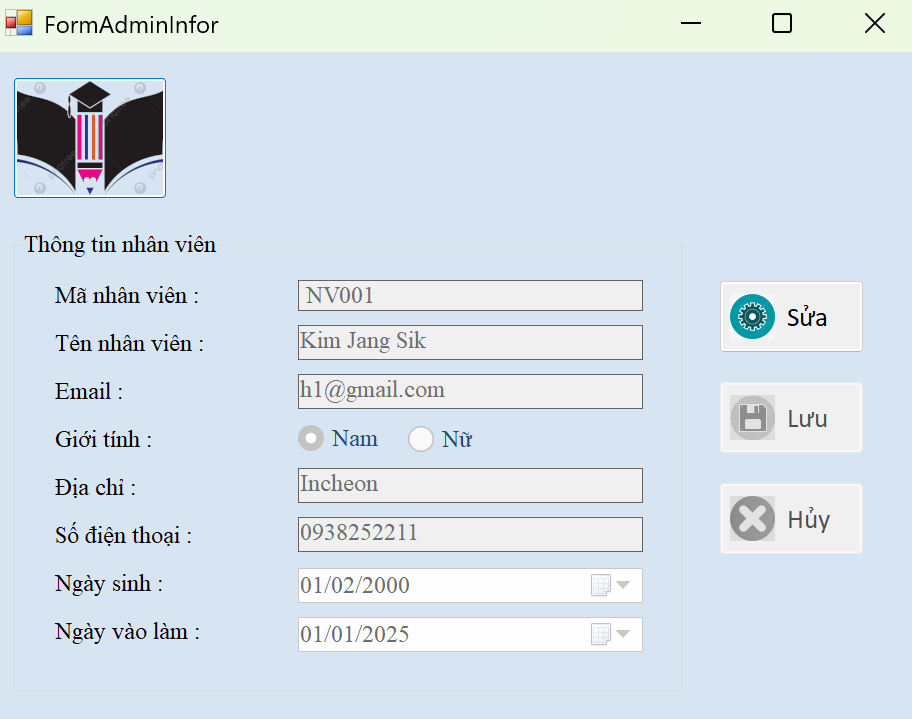 FormAdminInfor
Thông tin nhân viên
Mã nhân viên : NV001
Tên nhân viên : Kim Jang Sik
Email : h1@gmail.com
Giới tính : Nam Nữ
Địa chỉ : Incheon
Số điện thoại : 0938252211
Ngày sinh : 01/02/2000
Ngày vào làm : 01/01/2025
Sửa
Lưu
Hủy